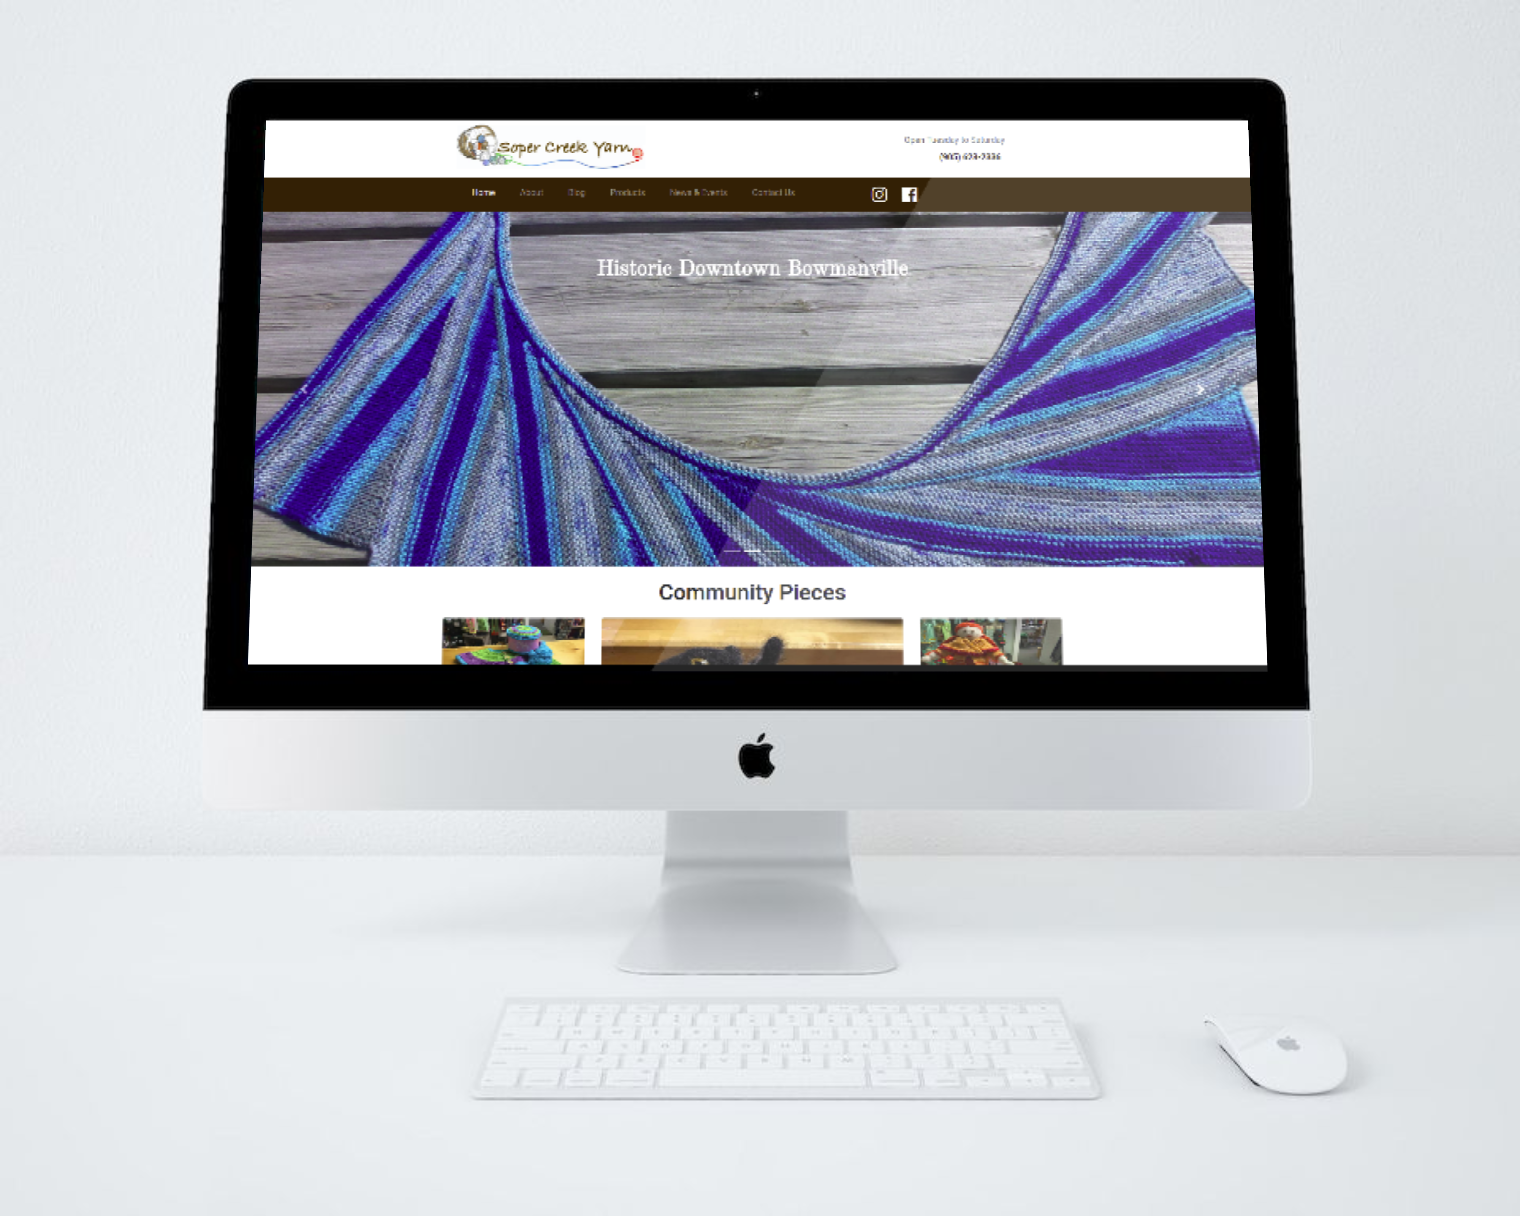 Soper Creek Yarn
Open Tuesday to Saturday
(905) 623-2336
Home About Blog Products News & Events Contact Us
Historic Downtown Bowmanville
Community Pieces